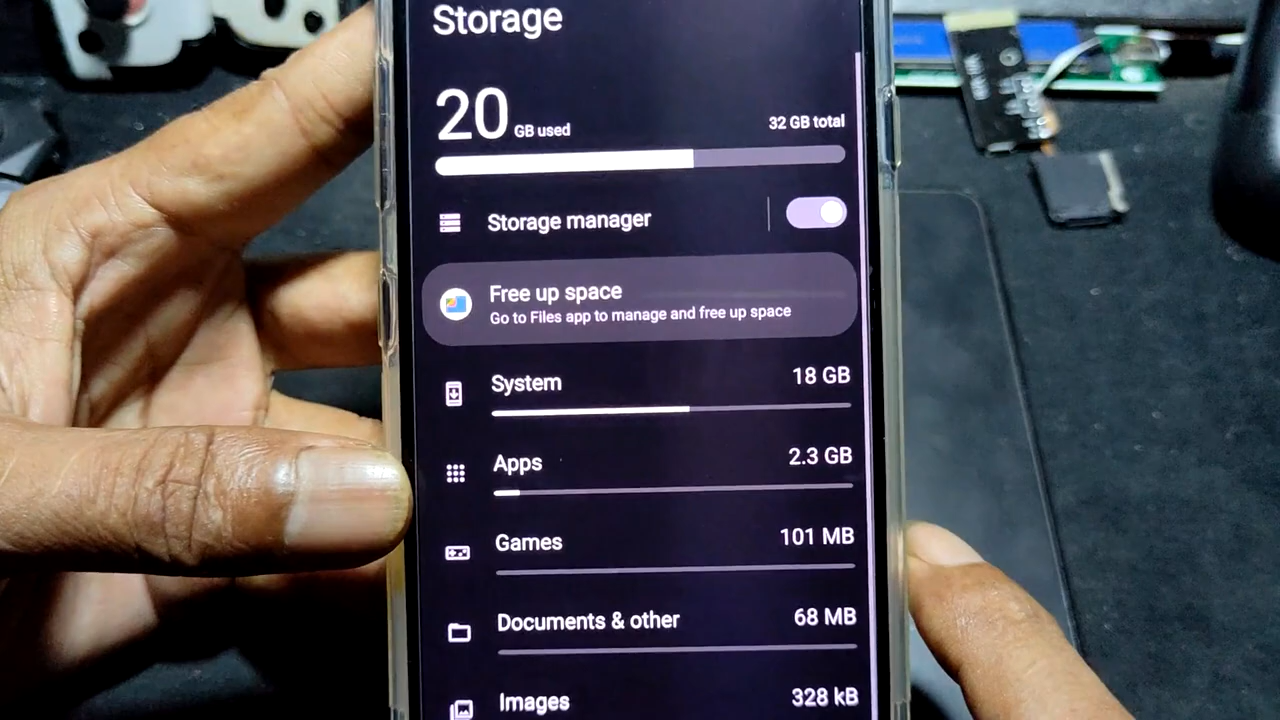 Storage
20 GB used
32 GB total
Storage manager
Free up space
Go to Files app to manage and free up space
System
18 GB
Apps
2.3 GB
Games
101 MB
Documents & other
68 MB
Images
328 kB